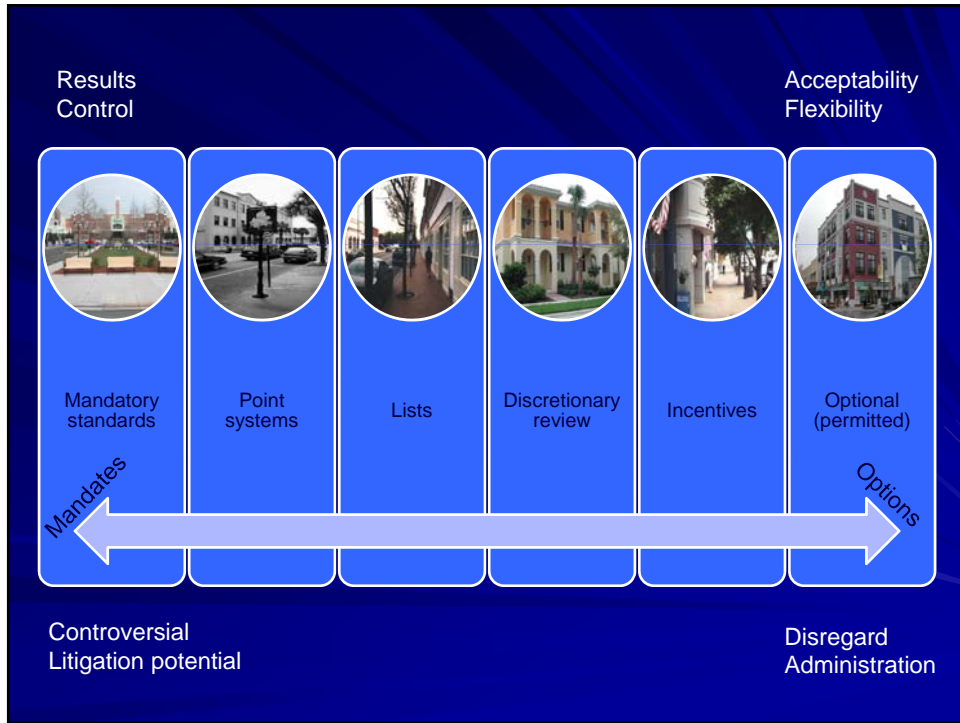 Results
Control
Acceptability
Flexibility
Mandatory
standards
Point
systems
Lists
Discretionary
review
Incentives
Optional
(permitted)
Mandates
Options
Controversial
Litigation potential
Disregard
Administration